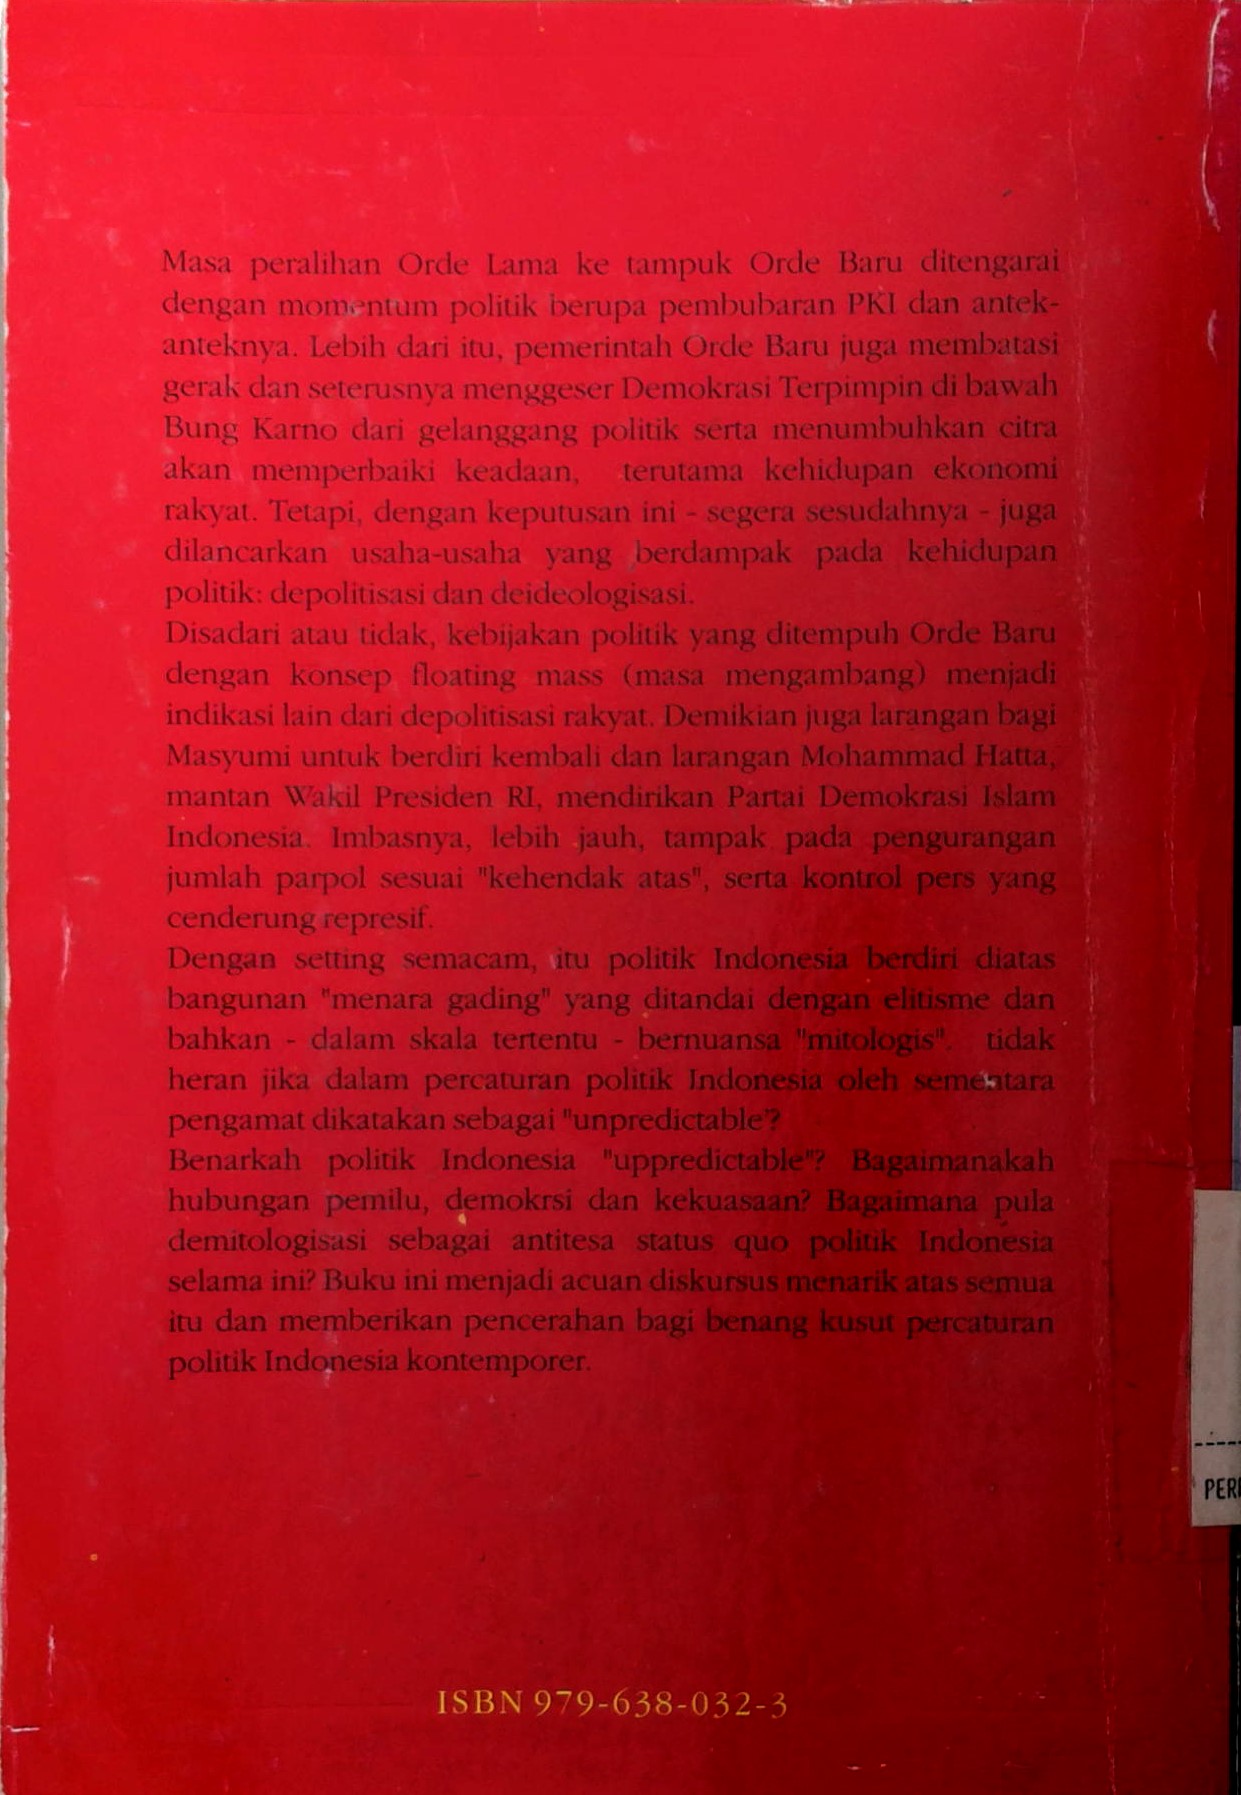 Masa peralihan Orde Lama ke tampuk Orde Baru ditengarai
dengan momentum politik berupa pembubaran PKI dan antek-
anteknya. Lebih dari itu, pemerintah Orde Baru juga membatasi
gerak dan seterusnya menggeser Demokrasi Terpimpin di bawah
Bung Karno dari gelanggang politik serta menumbuhkan citra
akan memperbaiki keadaan, terutama kehidupan ekonomi
rakyat. Tetapi, dengan keputusan ini - segera sesudahnya - juga
dilancarkan usaha-usaha yang berdampak pada kehidupan
politik: depolitisasi dan deideologisasi.
Disadari atau tidak, kebijakan politik yang ditempuh Orde Baru
dengan konsep floating mass (masa mengambang) menjadi
indikasi lain dari depolitisasi rakyat. Demikian juga larangan bagi
Masyumi untuk berdiri kembali dan larangan Mohammad Hatta,
mantan Wakil Presiden RI, mendirikan Partai Demokrasi Islam
Indonesia. Imbasnya, lebih jauh, tampak pada pengurangan
jumlah parpol sesuai "kehendak atas", serta kontrol pers yang
cenderung represif.
Dengan setting semacam, itu politik Indonesia berdiri diatas
bangunan "menara gading" yang ditandai dengan elitisme dan
bahkan - dalam skala tertentu - bernuansa "mitologis". tidak
heran jika dalam percaturan politik Indonesia oleh sementara
pengamat dikatakan sebagai "unpredictable"?
Benarkah politik Indonesia "uppredictable"? Bagaimanakah
hubungan pemilu, demokrsi dan kekuasaan? Bagaimana pula
demitologisasi sebagai antitesa status quo politik Indonesia
selama ini? Buku ini menjadi acuan diskursus menarik atas semua
itu dan memberikan pencerahan bagi benang kusut percaturan
politik Indonesia kontemporer.
ISBN 979-638-032-3